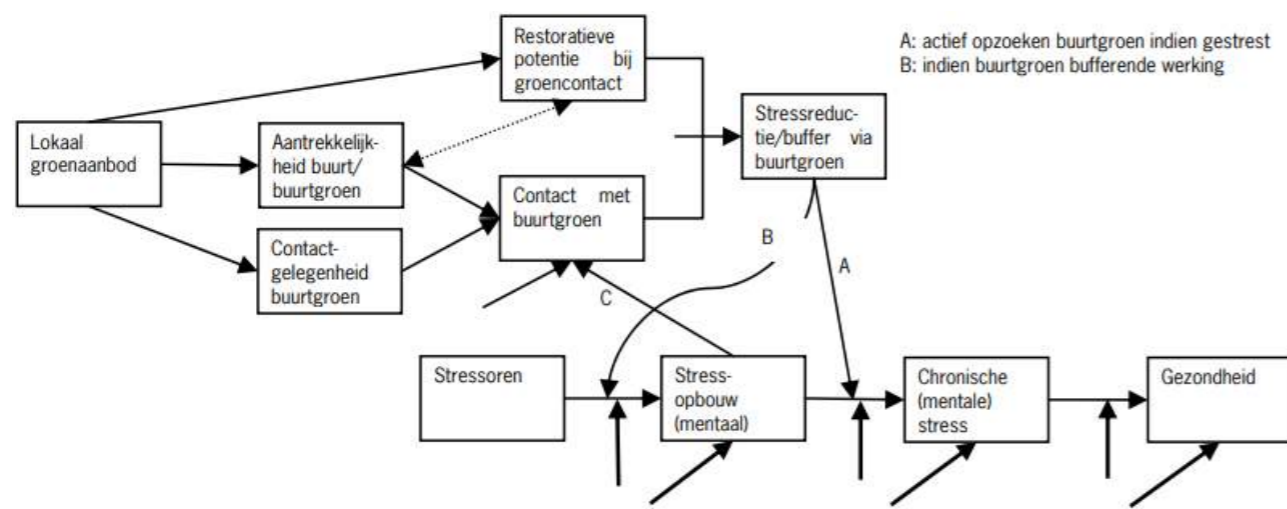 Restoratieve
potentie bij
groencontact
A: actief opzoeken buurtgroen indien gestrest
B: indien buurtgroen bufferende werking
Stressreduc-
tie/buffer via
buurtgroen
Lokaal
groenaanbod
Aantrekkelijk-
heid buurt/
buurtgroen
Contact met
buurtgroen
Contact-
gelegenheid
buurtgroen
B
A
C
Stressoren
Stress-
opbouw
(mentaal)
Chronische
(mentale)
stress
Gezondheid